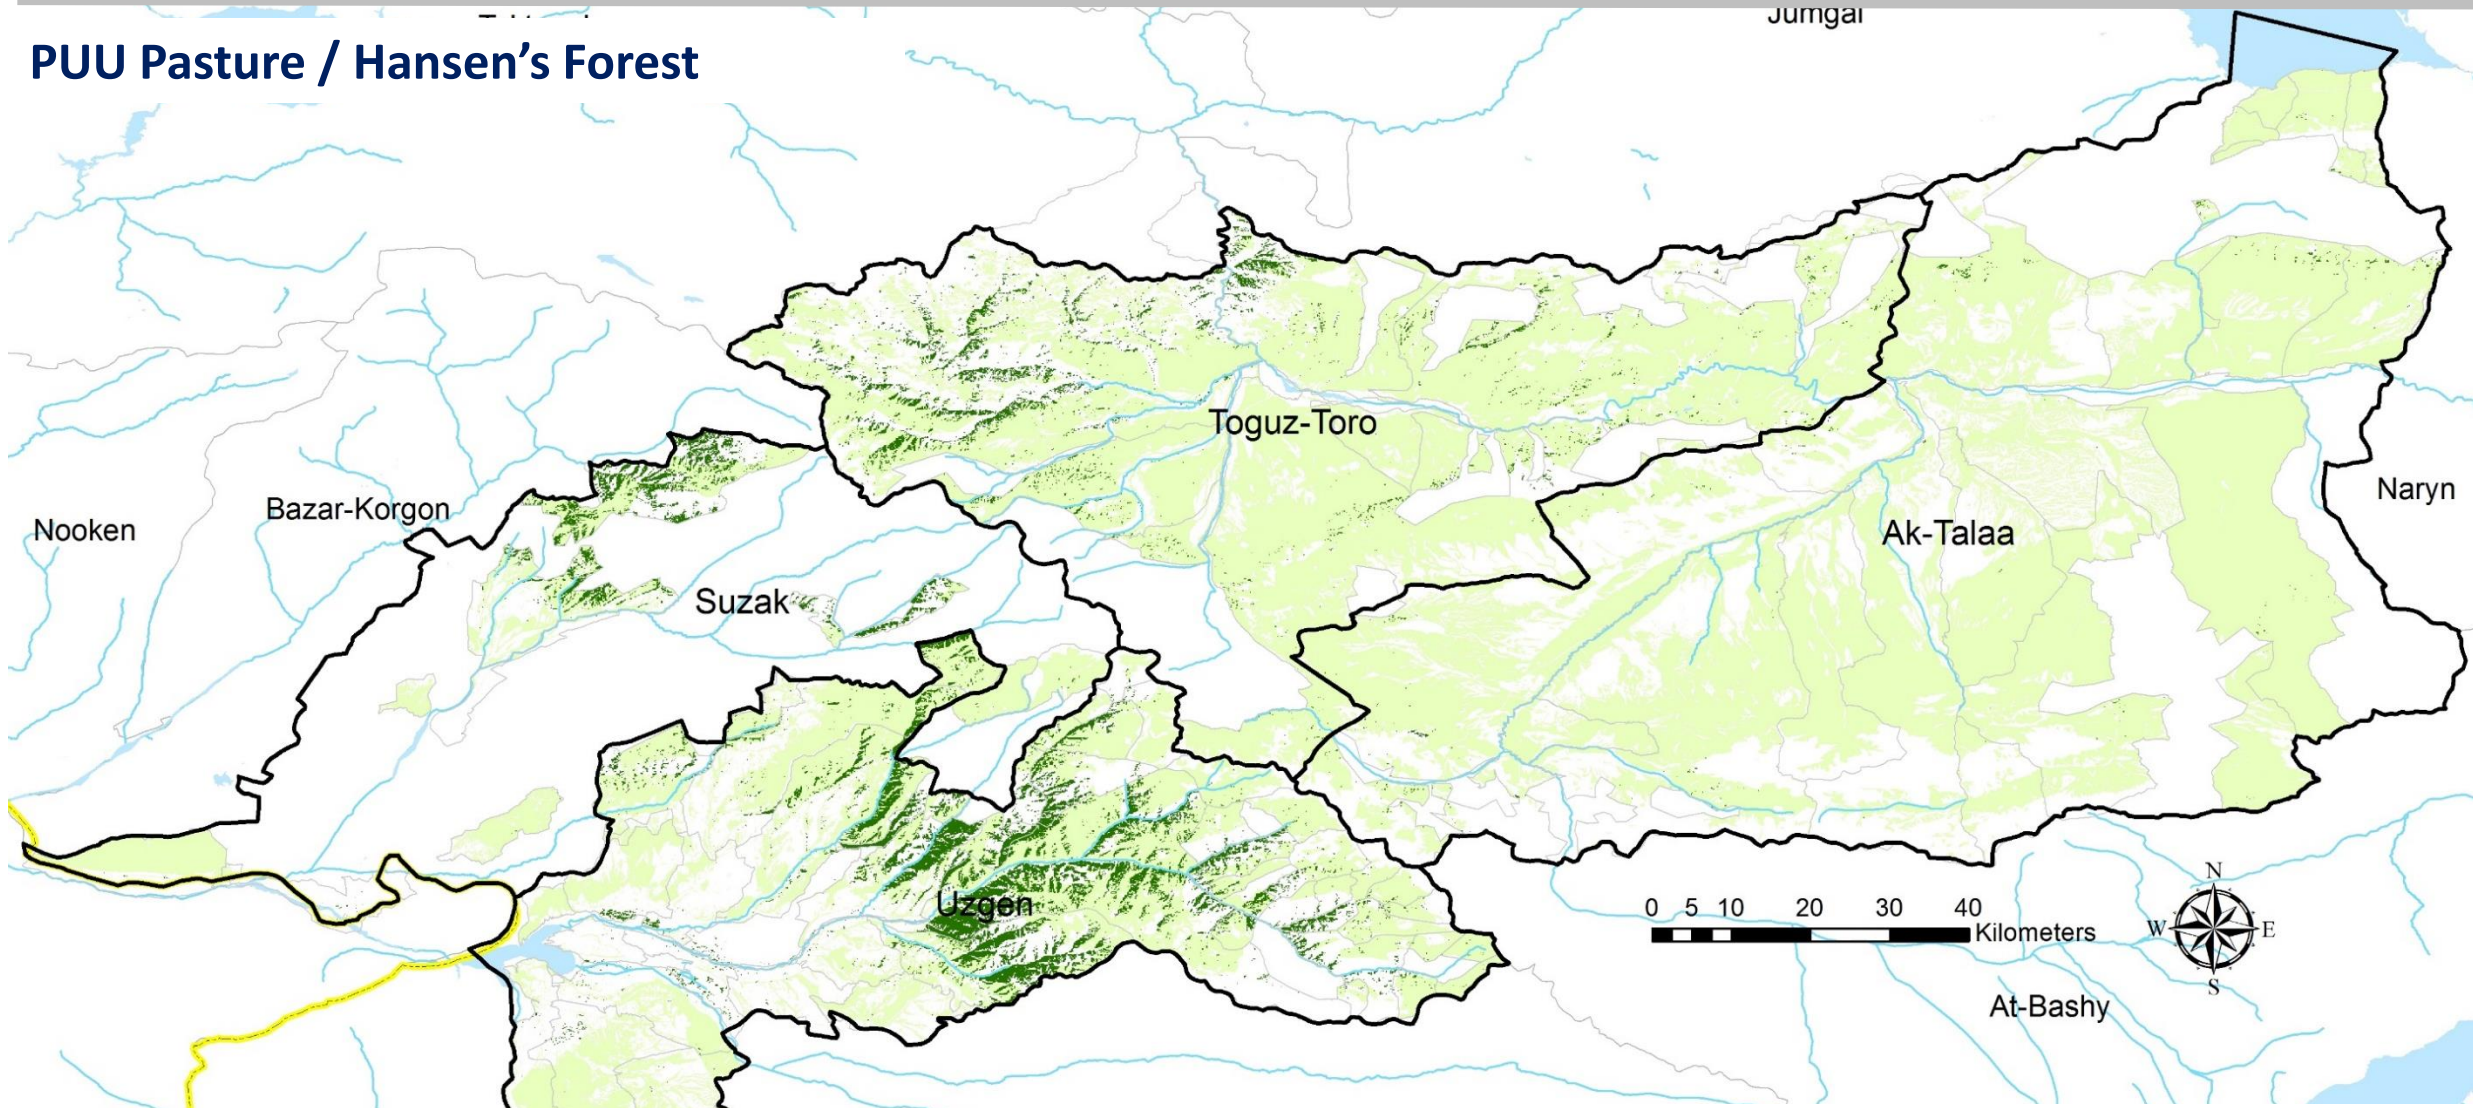 Jumgal
PUU Pasture / Hansen's Forest
Toguz-Toro
Naryn
Bazar-Korgon
Nooken
Ak-Talaa
Suzak
Uzgen
0 5 10 20 30 40
Kilometers
N
W E
S
At-Bashy